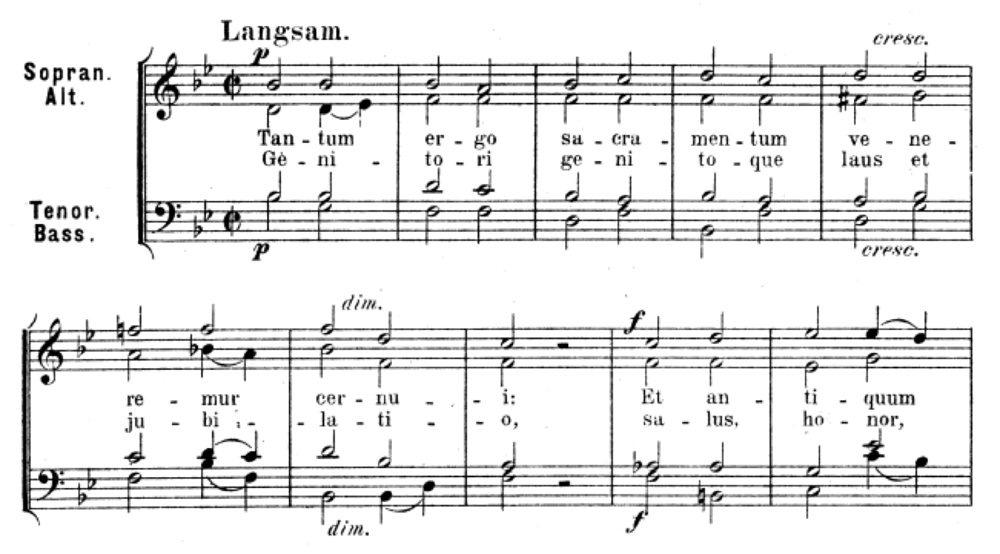 Langsam.
p
cresc.
Sopran.
Alt.
Tan - tum er - go sa - cra - men - tum ve - ne -
Gè - ni - to - ri ge - ni - to - que laus et
Tenor.
Bass.
p
cresc.
dim.
f
re - mur cer - nu - - i: Et an - ti - quum
ju - bi - - la - ti - - o, sa - lus, ho - nor,
dim.
f